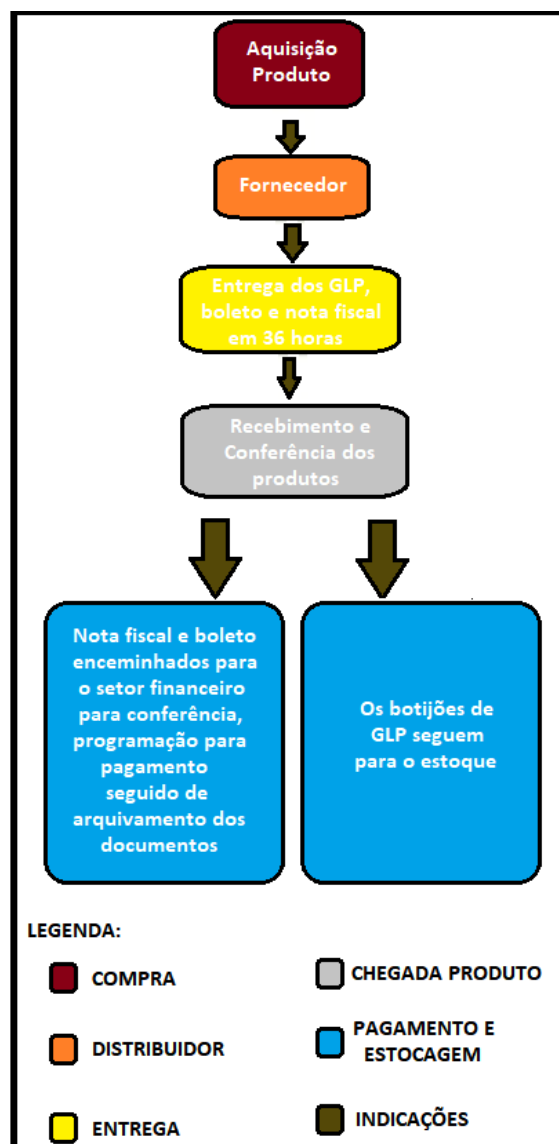 Aquisição
Produto
Fornecedor
Entrega dos GLP,
boleto e nota fiscal
em 36 horas
Recebimento e
Conferência dos
produtos
Nota fiscal e boleto
enceminhados para
o setor financeiro
para conferência,
programação para
pagamento
seguido de
arquivamento dos
documentos
Os botijões de
GLP seguem
para o estoque
LEGENDA:
COMPRA
DISTRIBUIDOR
ENTREGA
CHEGADA PRODUTO
PAGAMENTO E
ESTOCAGEM
INDICAÇÕES